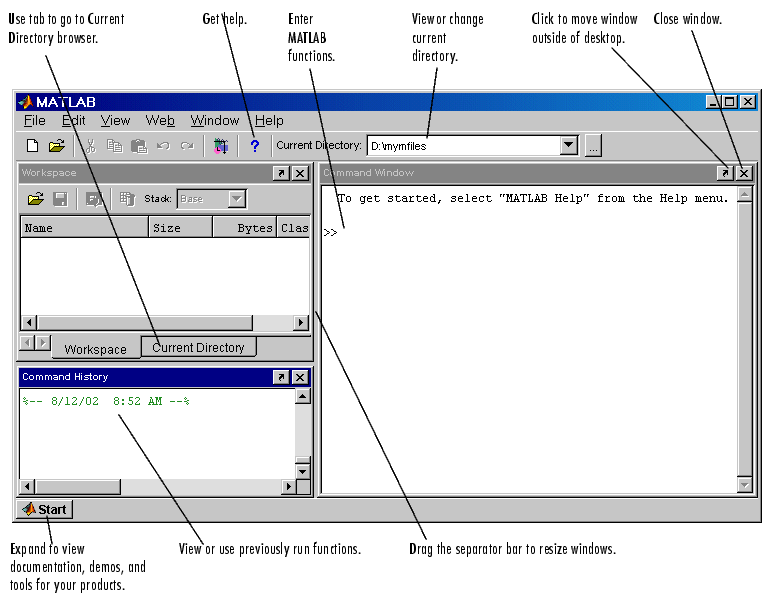 Use tab to go to Current
Directory browser.
Get help.
Enter
MATLAB
functions.
View or change
current
directory.
Click to move window
outside of desktop.
Close window.
MATLAB
File Edit View Web Window Help
? Current Directory: D:\mymfiles ...
Workspace
Stack: Base
Name Size Bytes Clas
Workspace Current Directory
Command History
%-- 8/12/02 8:52 AM --%
Command Window
To get started, select "MATLAB Help" from the Help menu.
>>
Start
Expand to view
documentation, demos, and
tools for your products.
View or use previously run functions.
Drag the separator bar to resize windows.